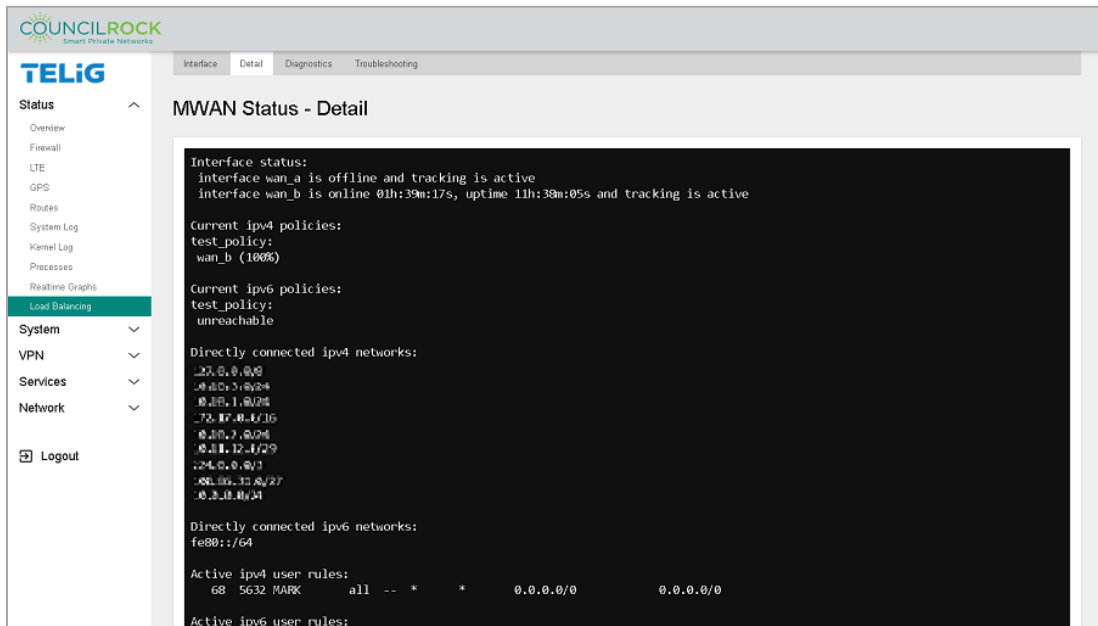 COUNCILROCK
Smart Private Networks
TELiG
Status
Overview
Firewall
LTE
GPS
Routes
System Log
Kernel Log
Processes
Realtime Graphs
Load Balancing
System
VPN
Services
Network
Logout
Interface Detail Diagnostics Troubleshooting
MWAN Status - Detail
Interface status:
interface wan_a is offline and tracking is active
interface wan_b is online 01h:39m:17s, uptime 11h:38m:05s and tracking is active
Current ipv4 policies:
test_policy:
wan_b (100%)
Current ipv6 policies:
test_policy:
unreachable
Directly connected ipv4 networks:
Directly connected ipv6 networks:
fe80::/64
Active ipv4 user rules:
68 5632 MARK all -- * * 0.0.0.0/0 0.0.0.0/0
Active ipv6 user rules: